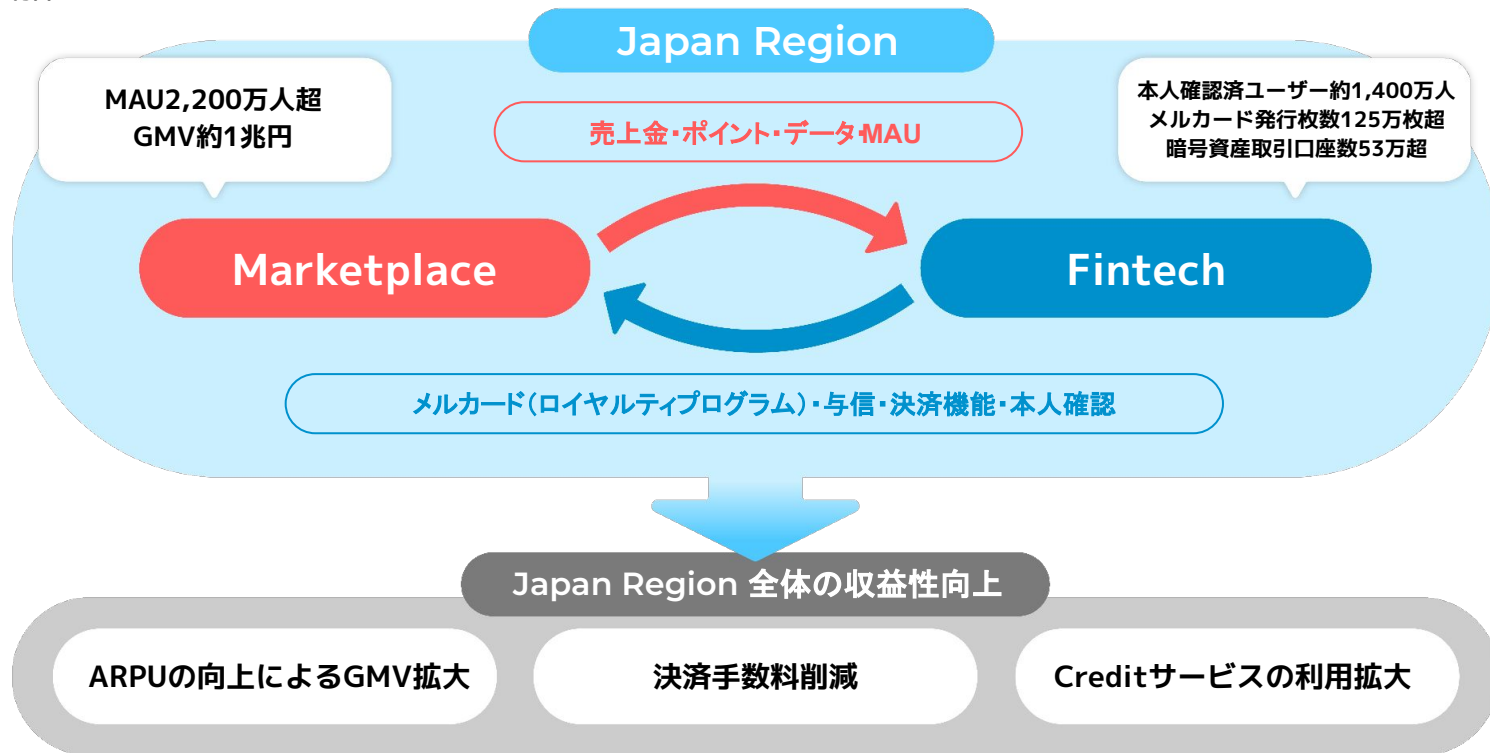 Japan Region
MAU2,200万人超
GMV約1兆円
本人確認済ユーザー約1,400万人
メルカード発行枚数125万枚超
暗号資産取引口座数53万超
売上金・ポイント・データ・MAU
Marketplace
Fintech
メルカード（ロイヤルティプログラム）・与信・決済機能・本人確認
Japan Region 全体の収益性向上
ARPUの向上によるGMV拡大
決済手数料削減
Creditサービスの利用拡大